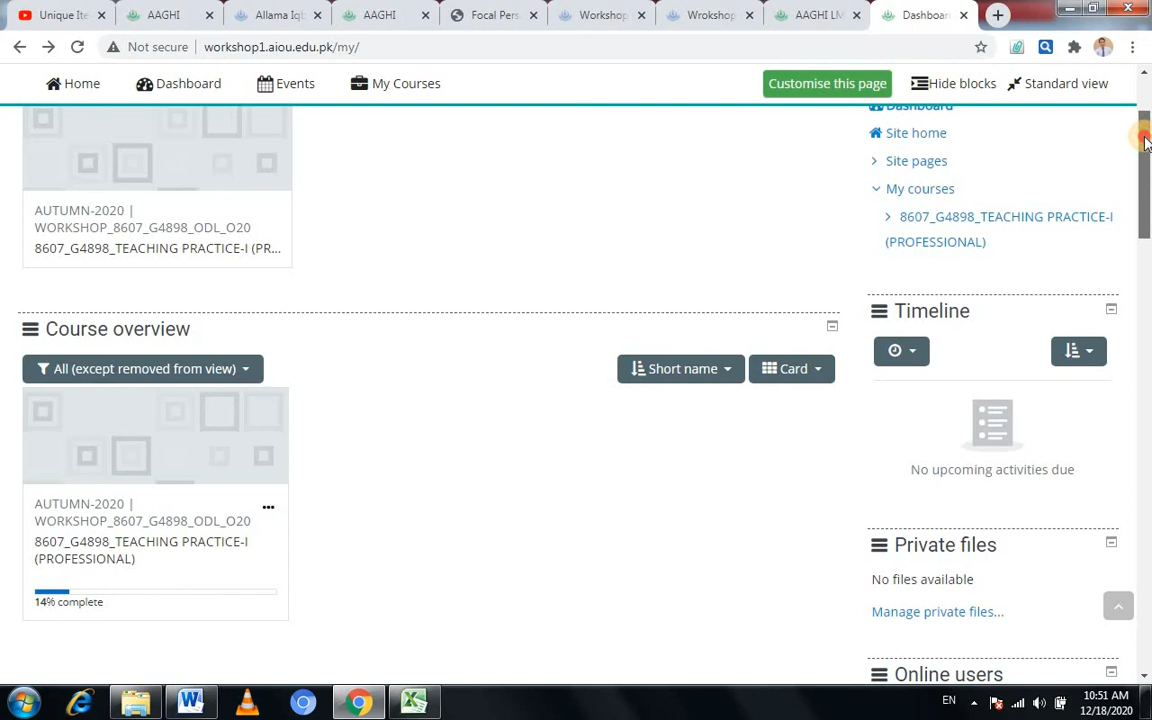 Unique Ite
AAGHI
Allama Iqb
AAGHI
Focal Pers
Workshop
Wrokshop
AAGHI LM
Dashboar
Not secure
workshop1.aiou.edu.pk/my/
Home
Dashboard
Events
My Courses
Customise this page
Hide blocks
Standard view
Dashboard
Site home
Site pages
My courses
8607_G4898_TEACHING PRACTICE-I
(PROFESSIONAL)
AUTUMN-2020 |
WORKSHOP_8607_G4898_ODL_O20
8607_G4898_TEACHING PRACTICE-I (PR...
Course overview
All (except removed from view)
Short name
Card
AUTUMN-2020 |
WORKSHOP_8607_G4898_ODL_O20
8607_G4898_TEACHING PRACTICE-I
(PROFESSIONAL)
14% complete
Timeline
No upcoming activities due
Private files
No files available
Manage private files...
Online users
EN
10:51 AM
12/18/2020